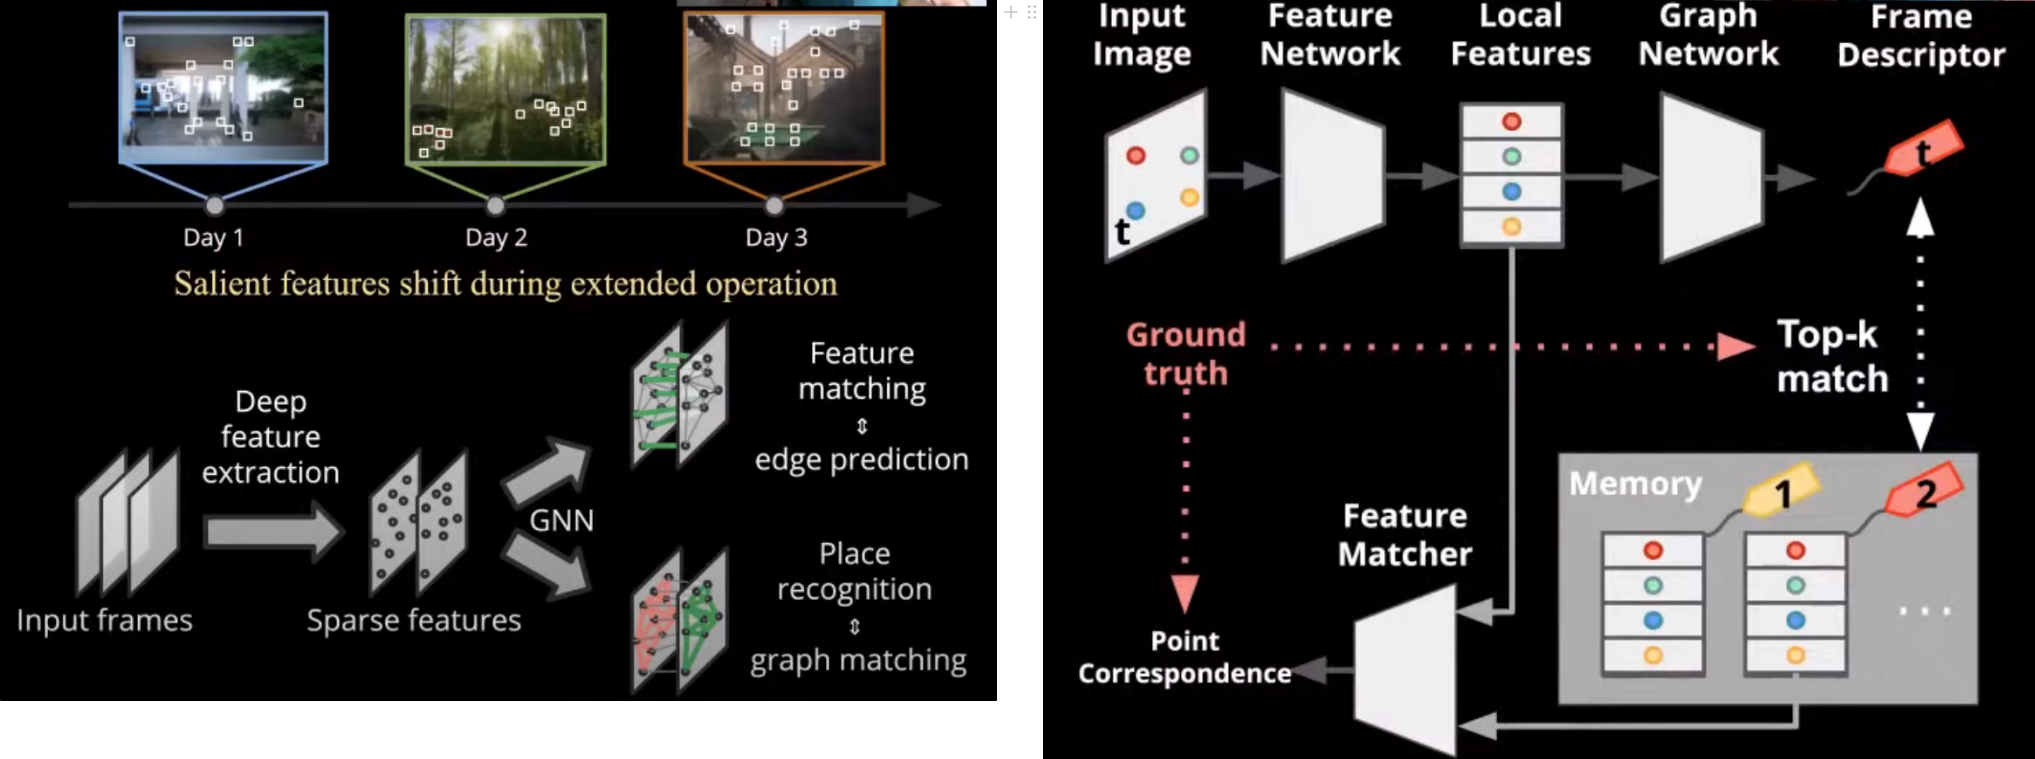 Day 1
Day 2
Day 3
Salient features shift during extended operation
Deep
feature
extraction
Input frames
Sparse features
GNN
Feature
matching
⇕
edge prediction
Place
recognition
⇕
graph matching
Input
Image
Feature
Network
Local
Features
Graph
Network
Frame
Descriptor
t
t
Ground
truth
Top-k
match
Memory
1
2
...
Feature
Matcher
Point
Correspondence